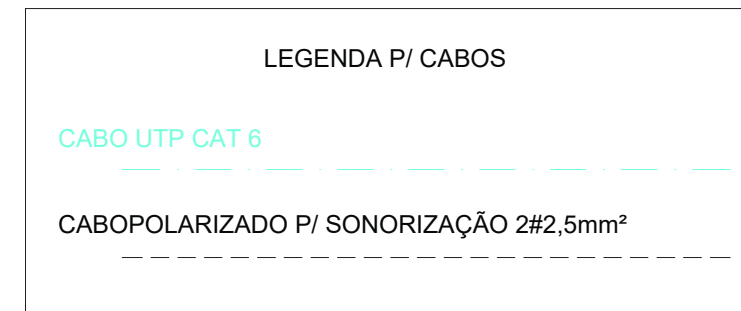 LEGENDA P/ CABOS
CABO UTP CAT 6
CABOPOLARIZADO P/ SONORIZAÇÃO 2#2,5mm²